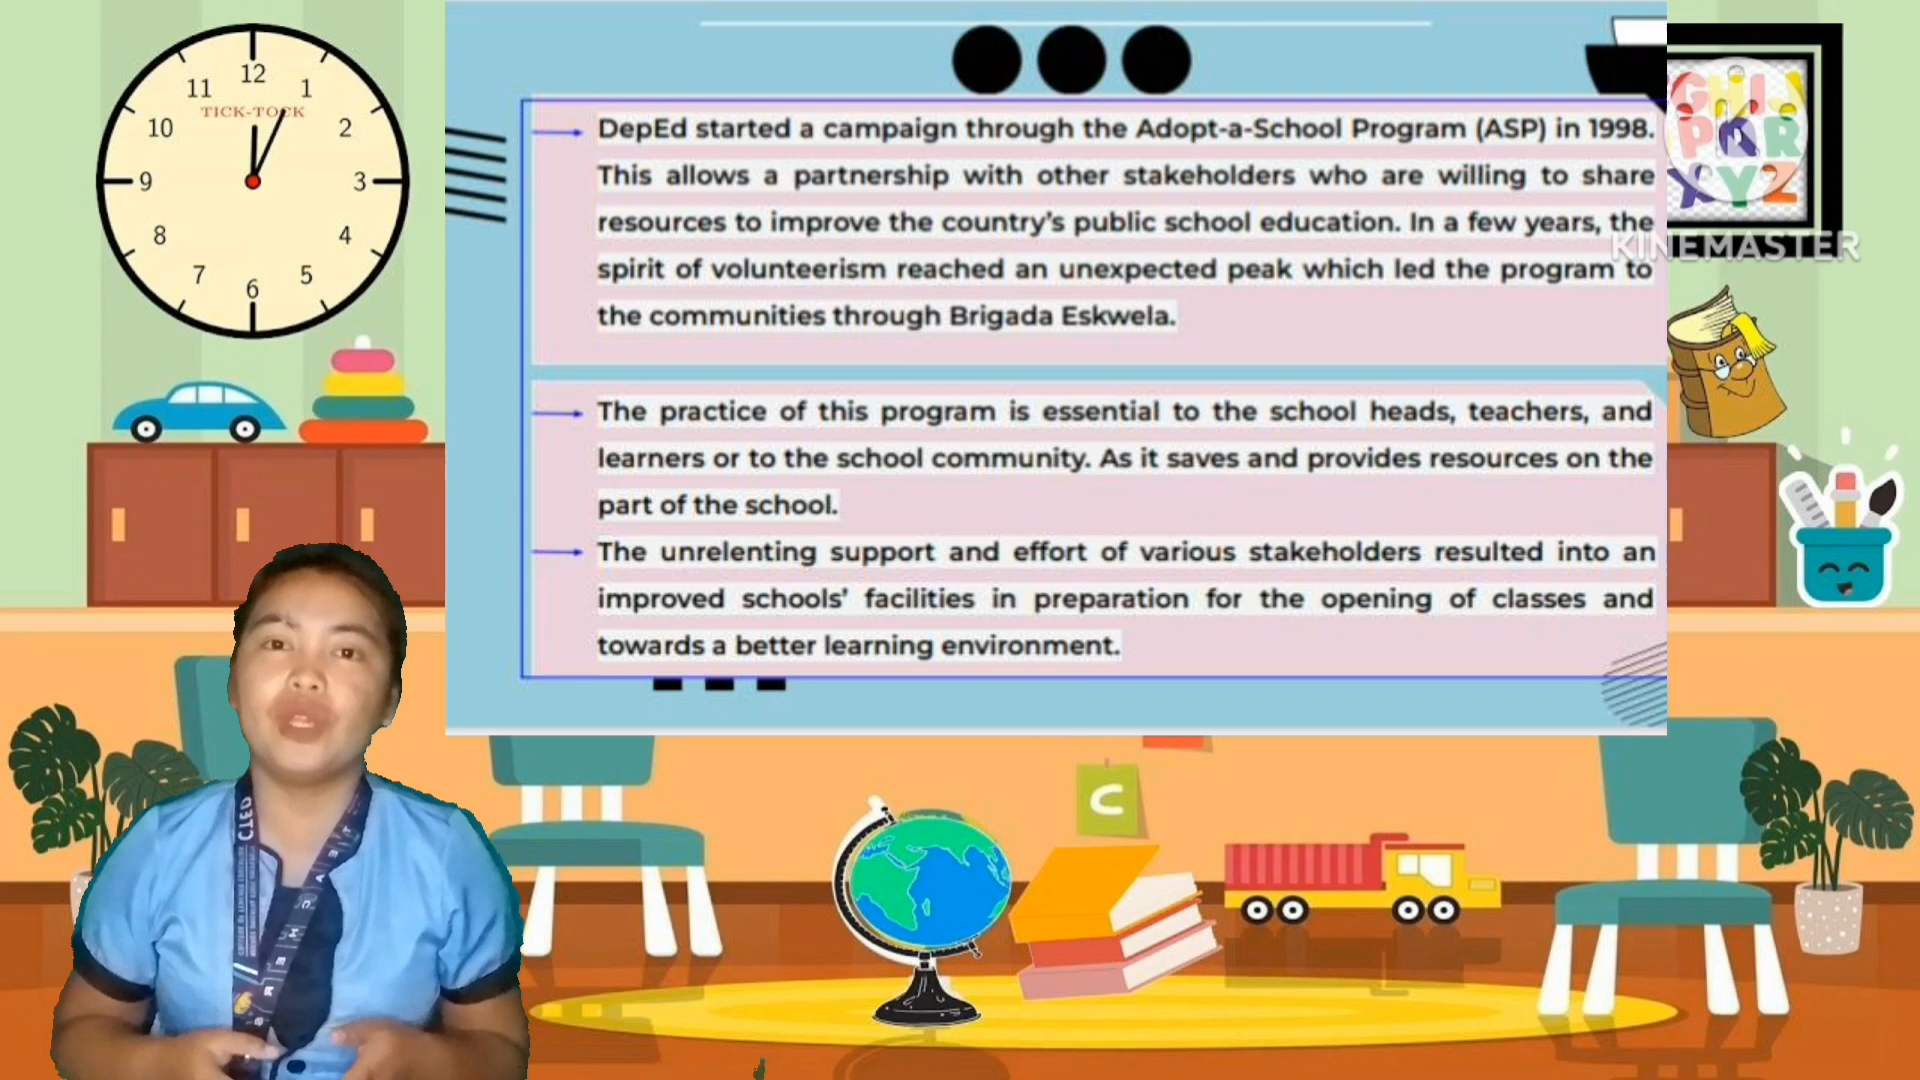 12
11
1
TICK-TOCK
10
2
9
3
8
4
7
5
6
DepEd started a campaign through the Adopt-a-School Program (ASP) in 1998.
This allows a partnership with other stakeholders who are willing to share
resources to improve the country's public school education. In a few years, the
spirit of volunteerism reached an unexpected peak which led the program to
the communities through Brigada Eskwela.
The practice of this program is essential to the school heads, teachers, and
learners or to the school community. As it saves and provides resources on the
part of the school.
The unrelenting support and effort of various stakeholders resulted into an
improved schools' facilities in preparation for the opening of classes and
towards a better learning environment.
GHIJ
PQR
XYZ
KINEMASTER
C
CTED